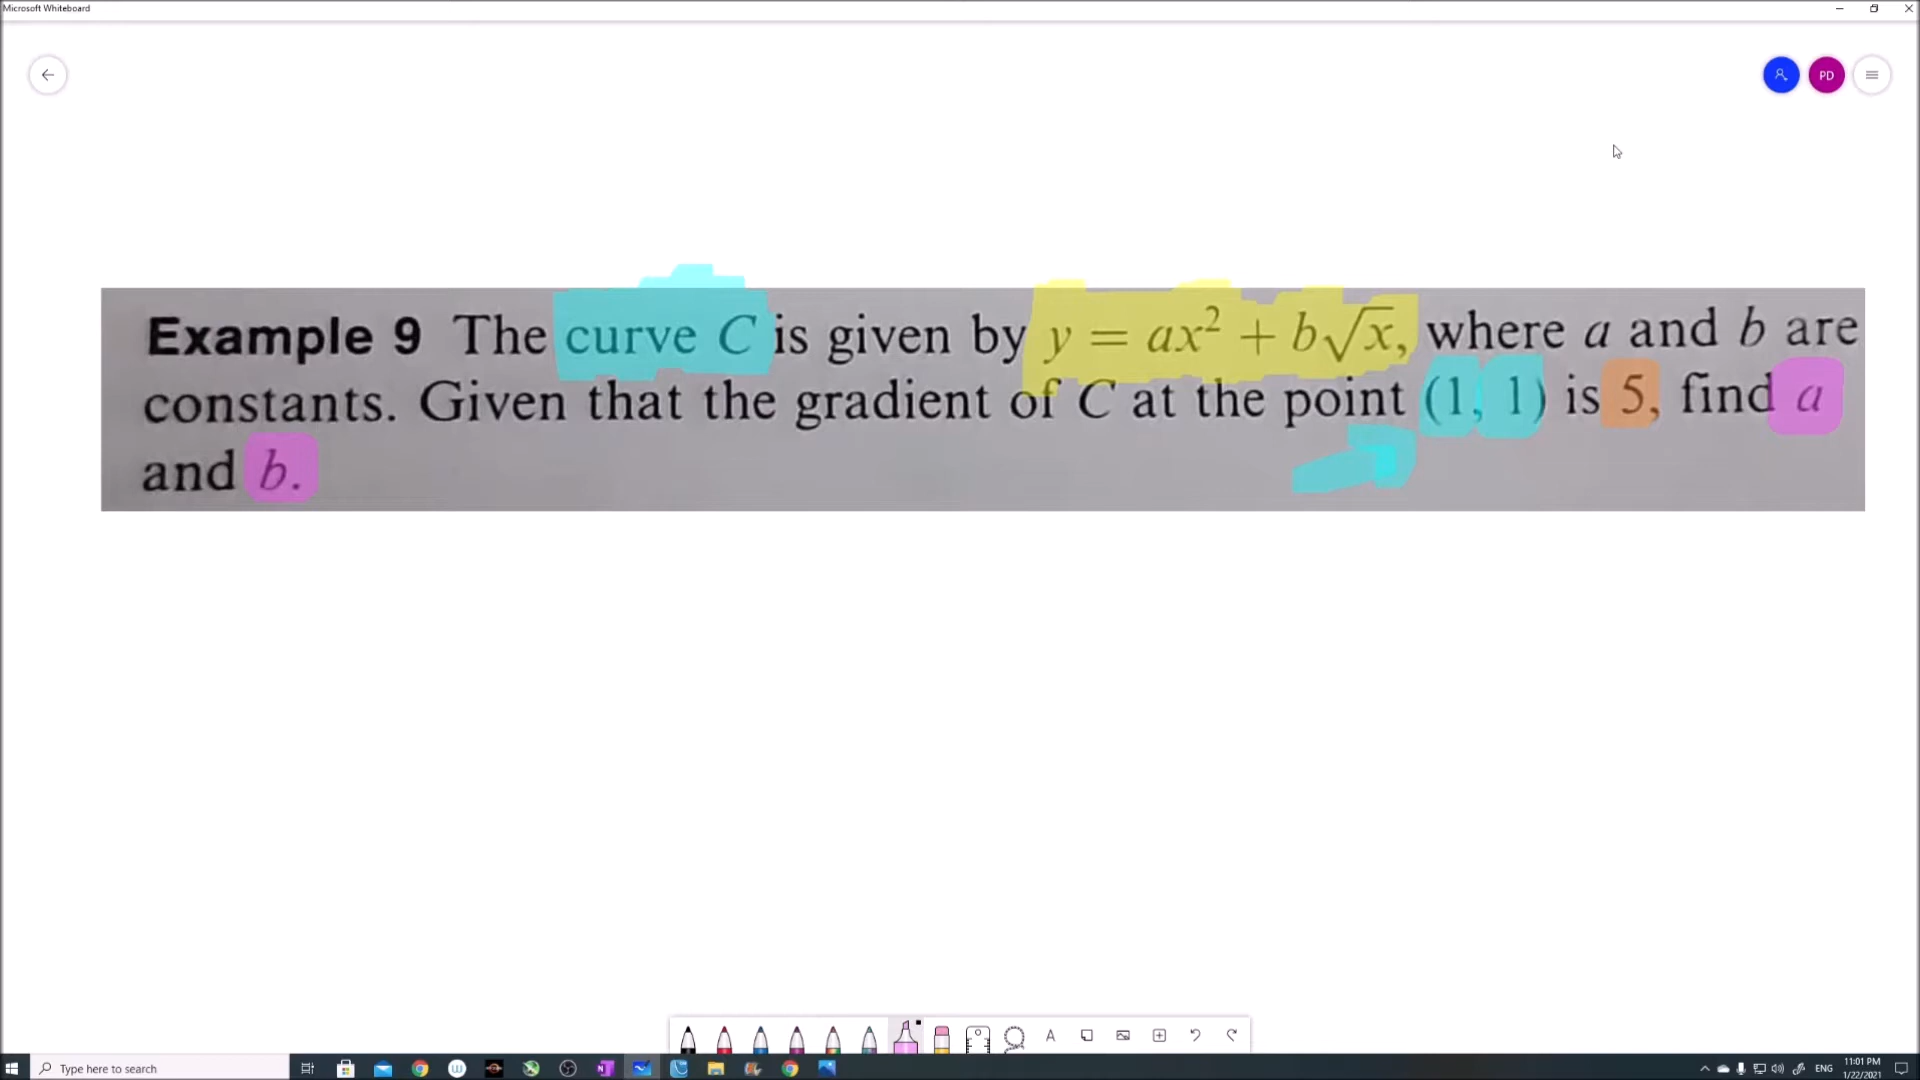 Microsoft Whiteboard
PD
Example 9 The curve C is given by y = ax² + b√x, where a and b are
constants. Given that the gradient of C at the point (1, 1) is 5, find a
and b.
A
Type here to search
ENG
11:01 PM
1/22/2021